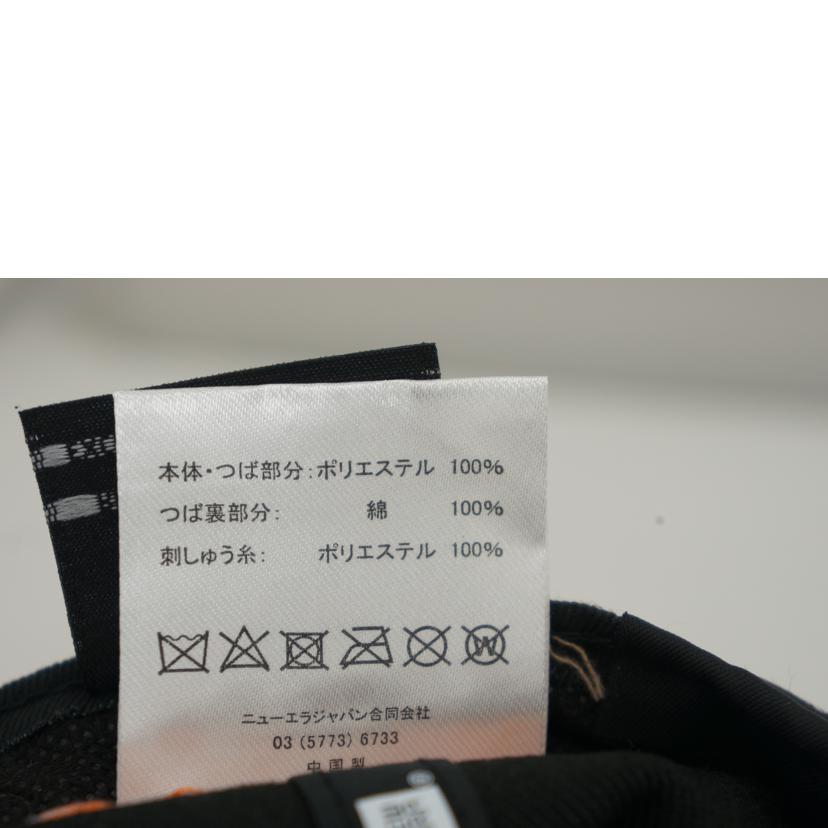 本体・つば部分:ポリエステル 100%
つば裏部分: 綿 100%
刺しゅう糸: ポリエステル 100%
ニューエラジャパン合同会社
03 (5773) 6733
中国製